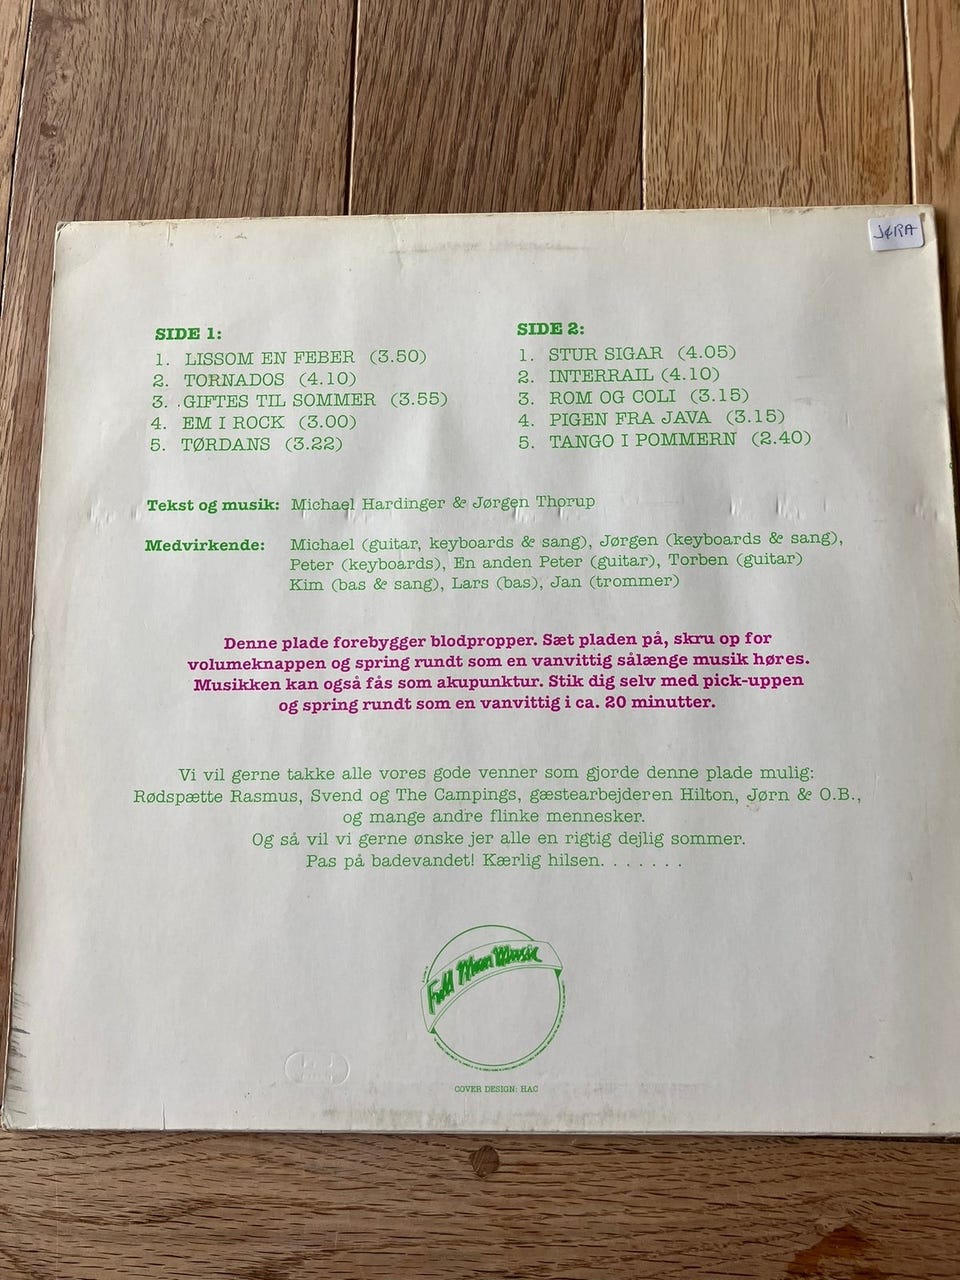 J&RA
SIDE 1:
1. LISSOM EN FEBER (3.50)
2. TORNADOS (4.10)
3. .GIFTES TIL SOMMER (3.55)
4. EM I ROCK (3.00)
5. TØRDANS (3.22)
SIDE 2:
1. STUR SIGAR (4.05)
2. INTERRAIL (4.10)
3. ROM OG COLI (3.15)
4. PIGEN FRA JAVA (3.15)
5. TANGO I POMMERN (2.40)
Tekst og musik: Michael Hardinger & Jørgen Thorup
Medvirkende: Michael (guitar, keyboards & sang), Jørgen (keyboards & sang),
Peter (keyboards), En anden Peter (guitar), Torben (guitar)
Kim (bas & sang), Lars (bas), Jan (trommer)
Denne plade forebygger blodpropper. Sæt pladen på, skru op for
volumeknappen og spring rundt som en vanvittig sålænge musik høres.
Musikken kan også fås som akupunktur. Stik dig selv med pick-uppen
og spring rundt som en vanvittig i ca. 20 minutter.
Vi vil gerne takke alle vores gode venner som gjorde denne plade mulig:
Rødspætte Rasmus, Svend og The Campings, gæstearbejderen Hilton, Jørn & O.B.,
og mange andre flinke mennesker.
Og så vil vi gerne ønske jer alle en rigtig dejlig sommer.
Pas på badevandet! Kærlig hilsen. . . . . . .
Full Moon Music
COVER DESIGN: HAC